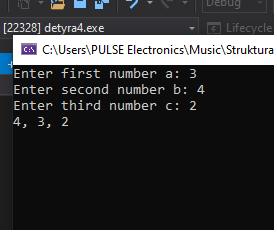 Debug
[22328] detyra4.exe
Lifecycle
C:\Users\PULSE Electronics\Music\Struktura
Enter first number a: 3
Enter second number b: 4
Enter third number c: 2
4, 3, 2